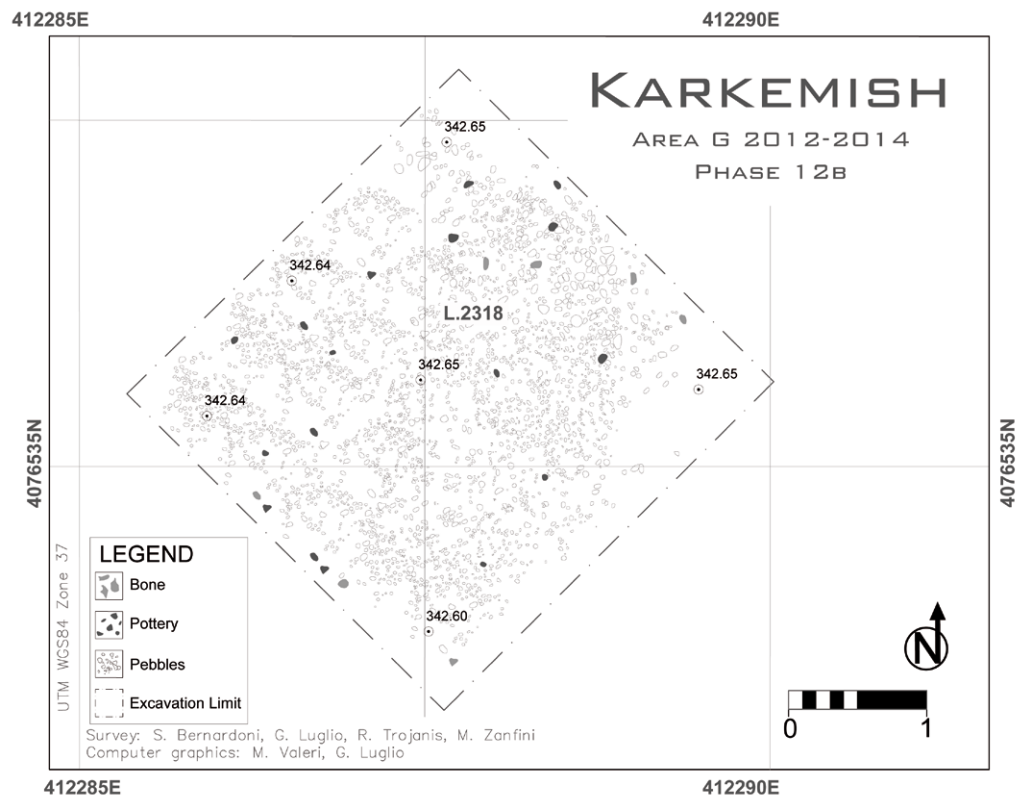 412285E
412290E
KARKEMISH
AREA G 2012-2014
PHASE 12B
342.65
342.64
L.2318
342.65
342.65
342.64
4076535N
4076535N
342.60
LEGEND
Bone
Pottery
Pebbles
Excavation Limit
UTM WGS84 Zone 37
N
0
1
Survey: S. Bernardoni, G. Luglio, R. Trojanis, M. Zanfini
Computer graphics: M. Valeri, G. Luglio
412285E
412290E